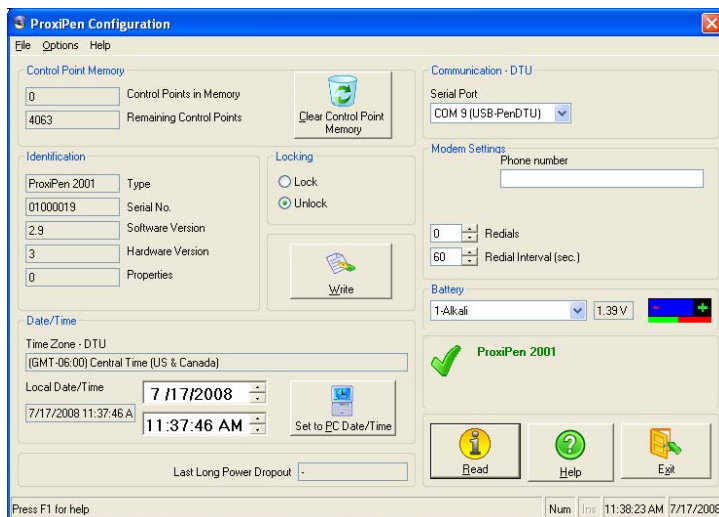 ProxiPen Configuration
File Options Help
Control Point Memory
0 Control Points in Memory
4063 Remaining Control Points
Clear Control Point
Memory
Identification
ProxiPen 2001 Type
01000019 Serial No.
2.9 Software Version
3 Hardware Version
0 Properties
Locking
Lock
Unlock
Write
Date/Time
Time Zone - DTU
(GMT-06:00) Central Time (US & Canada)
Local Date/Time
7/17/2008 11:37:46 A
7 /17/2008
11:37:46 AM
Set to PC Date/Time
Last Long Power Dropout -
Communication - DTU
Serial Port
COM 9 (USB-PenDTU)
Modem Settings
Phone number
0 Redials
60 Redial Interval (sec.)
Battery
1-Alkali 1.39 V - +
ProxiPen 2001
Read Help Exit
Press F1 for help Num Ins 11:38:23 AM 7/17/2008